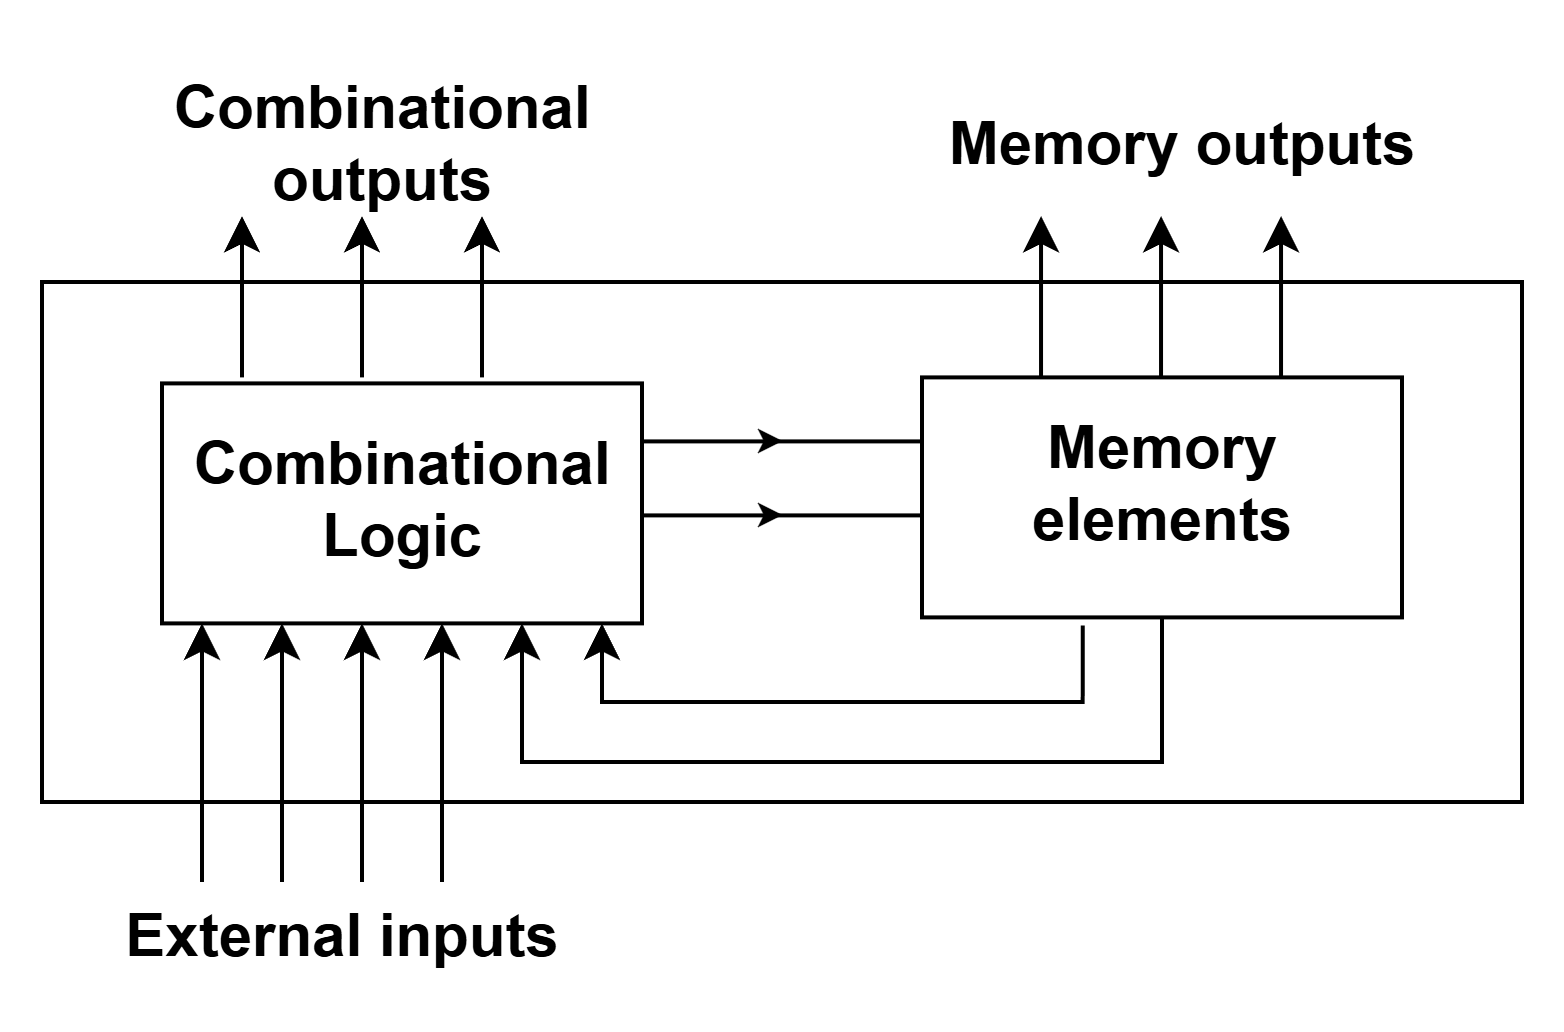 Combinational
outputs
Memory outputs
Combinational
Logic
Memory
elements
External inputs